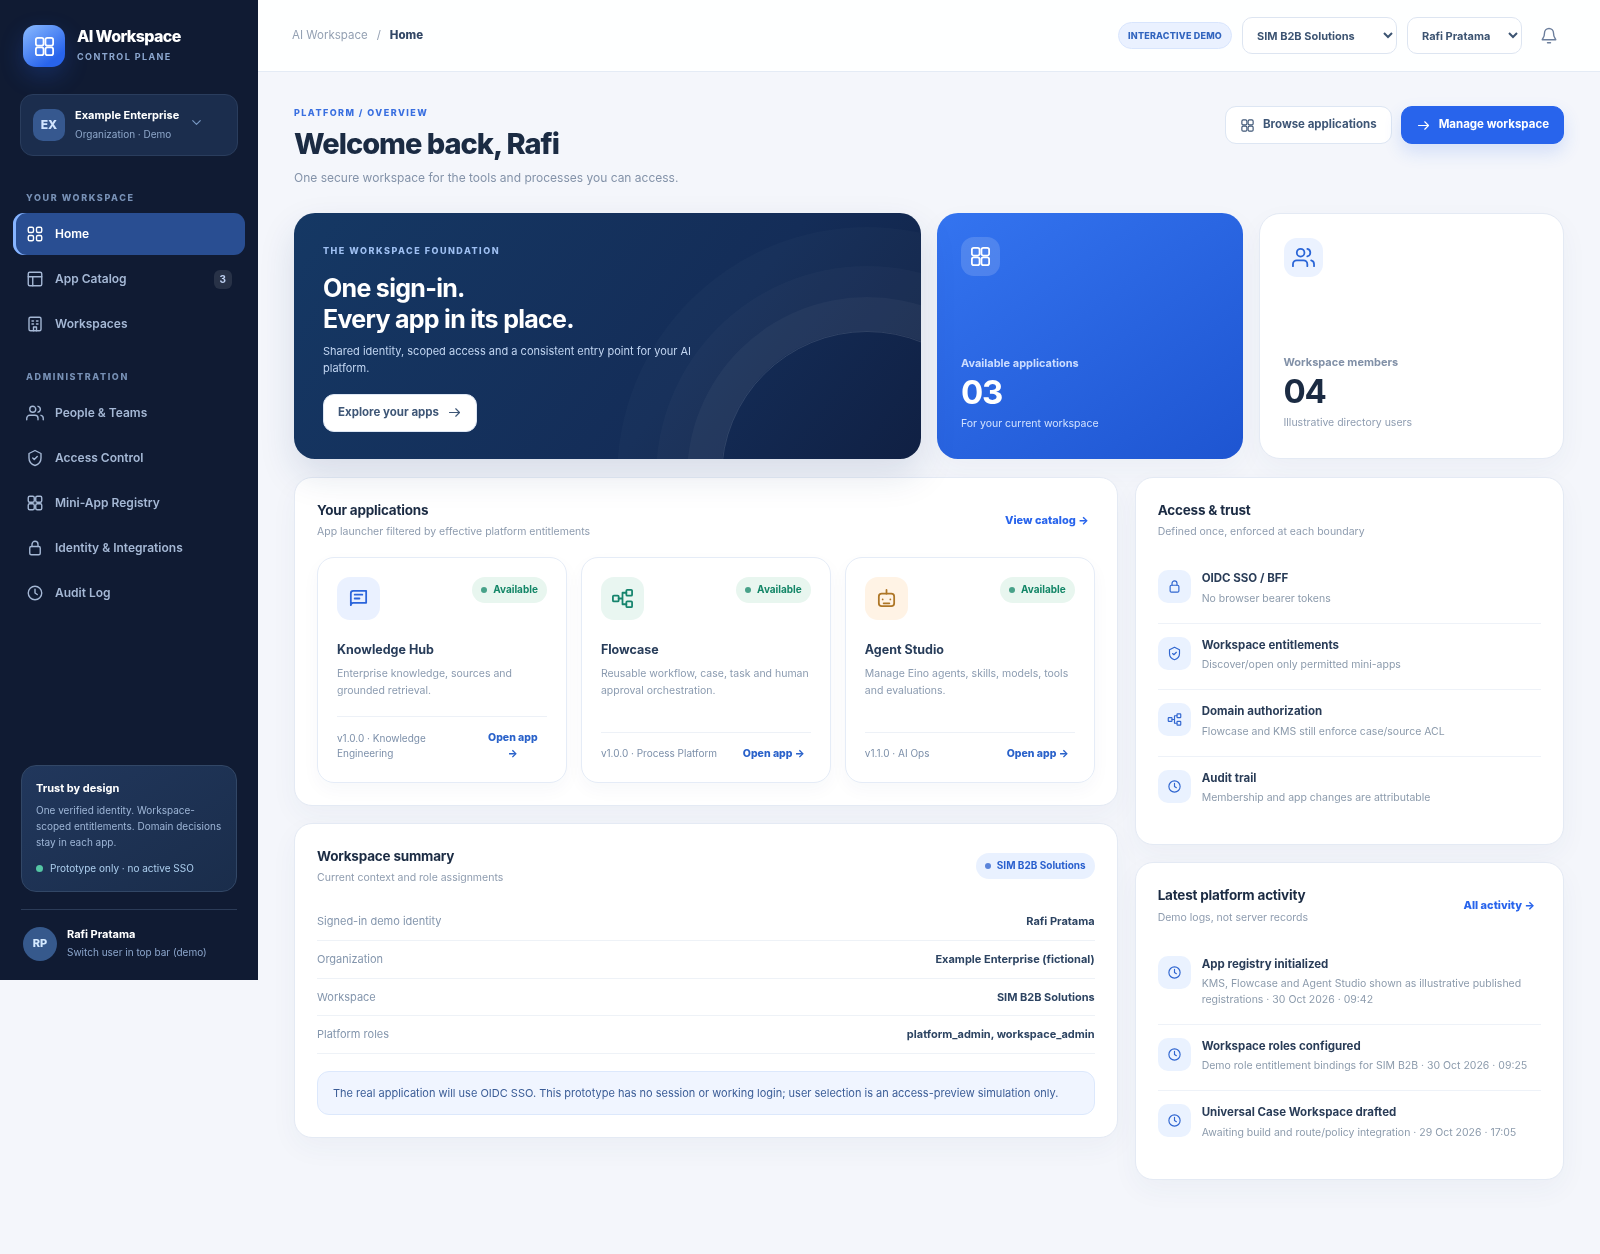 AI Workspace
CONTROL PLANE
EX
Example Enterprise
Organization · Demo
YOUR WORKSPACE
Home
App Catalog
3
Workspaces
ADMINISTRATION
People & Teams
Access Control
Mini-App Registry
Identity & Integrations
Audit Log
Trust by design
One verified identity. Workspace-
scoped entitlements. Domain decisions
stay in each app.
Prototype only · no active SSO
RP
Rafi Pratama
Switch user in top bar (demo)
AI Workspace / Home
INTERACTIVE DEMO
SIM B2B Solutions
Rafi Pratama
PLATFORM / OVERVIEW
Welcome back, Rafi
One secure workspace for the tools and processes you can access.
Browse applications
→ Manage workspace
THE WORKSPACE FOUNDATION
One sign-in.
Every app in its place.
Shared identity, scoped access and a consistent entry point for your AI
platform.
Explore your apps →
Available applications
03
For your current workspace
Workspace members
04
Illustrative directory users
Your applications
App launcher filtered by effective platform entitlements
View catalog →
Available
Knowledge Hub
Enterprise knowledge, sources and
grounded retrieval.
v1.0.0 · Knowledge
Engineering
Open app
→
Available
Flowcase
Reusable workflow, case, task and human
approval orchestration.
v1.0.0 · Process Platform
Open app →
Available
Agent Studio
Manage Eino agents, skills, models, tools
and evaluations.
v1.1.0 · AI Ops
Open app →
Access & trust
Defined once, enforced at each boundary
OIDC SSO / BFF
No browser bearer tokens
Workspace entitlements
Discover/open only permitted mini-apps
Domain authorization
Flowcase and KMS still enforce case/source ACL
Audit trail
Membership and app changes are attributable
Workspace summary
Current context and role assignments
SIM B2B Solutions
Signed-in demo identity
Rafi Pratama
Organization
Example Enterprise (fictional)
Workspace
SIM B2B Solutions
Platform roles
platform_admin, workspace_admin
The real application will use OIDC SSO. This prototype has no session or working login; user selection is an access-preview simulation only.
Latest platform activity
Demo logs, not server records
All activity →
App registry initialized
KMS, Flowcase and Agent Studio shown as illustrative published
registrations · 30 Oct 2026 · 09:42
Workspace roles configured
Demo role entitlement bindings for SIM B2B · 30 Oct 2026 · 09:25
Universal Case Workspace drafted
Awaiting build and route/policy integration · 29 Oct 2026 · 17:05